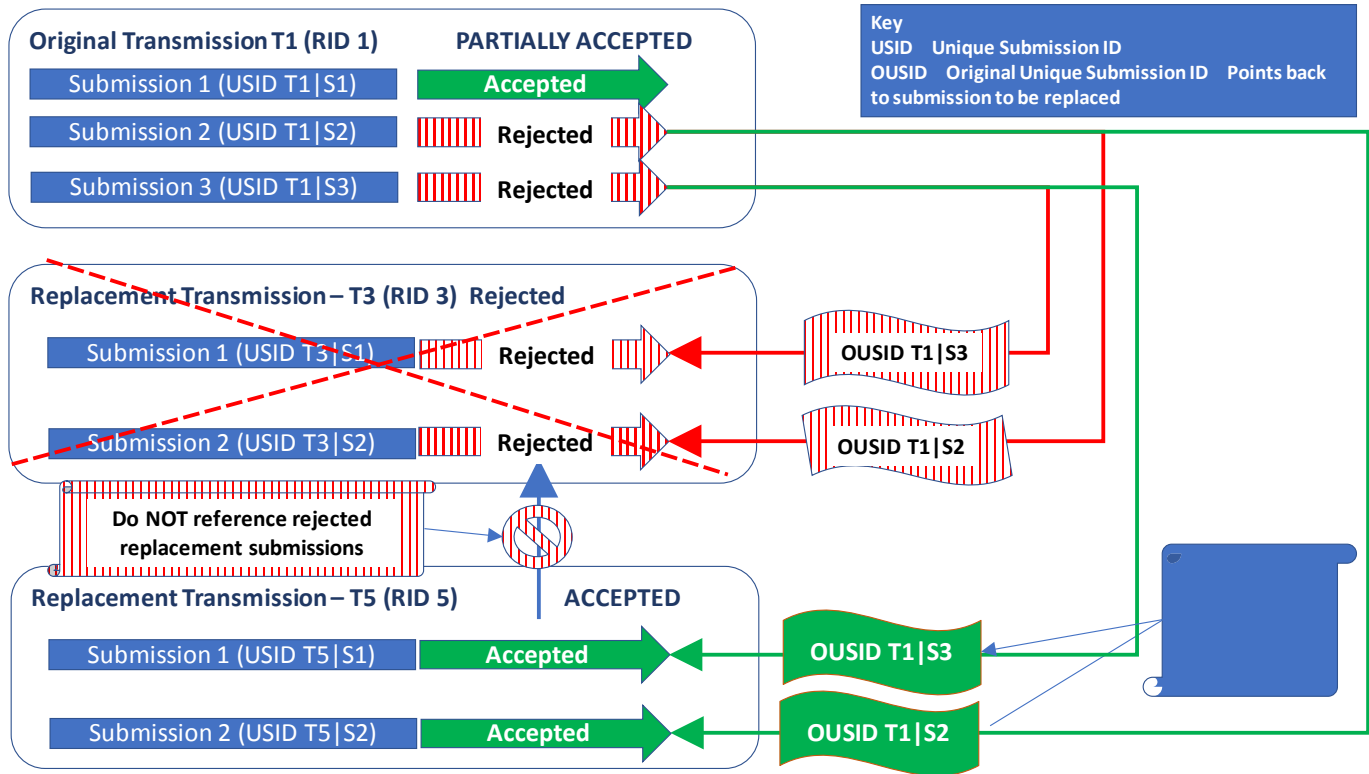 Original Transmission T1 (RID 1) PARTIALLY ACCEPTED
Submission 1 (USID T1|S1) Accepted
Submission 2 (USID T1|S2) Rejected
Submission 3 (USID T1|S3) Rejected
Key
USID Unique Submission ID
OUSID Original Unique Submission ID Points back
to submission to be replaced
Replacement Transmission – T3 (RID 3) Rejected
Submission 1 (USID T3|S1) Rejected OUSID T1|S3
Submission 2 (USID T3|S2) Rejected OUSID T1|S2
Do NOT reference rejected
replacement submissions
Replacement Transmission – T5 (RID 5) ACCEPTED
Submission 1 (USID T5|S1) Accepted OUSID T1|S3
Submission 2 (USID T5|S2) Accepted OUSID T1|S2